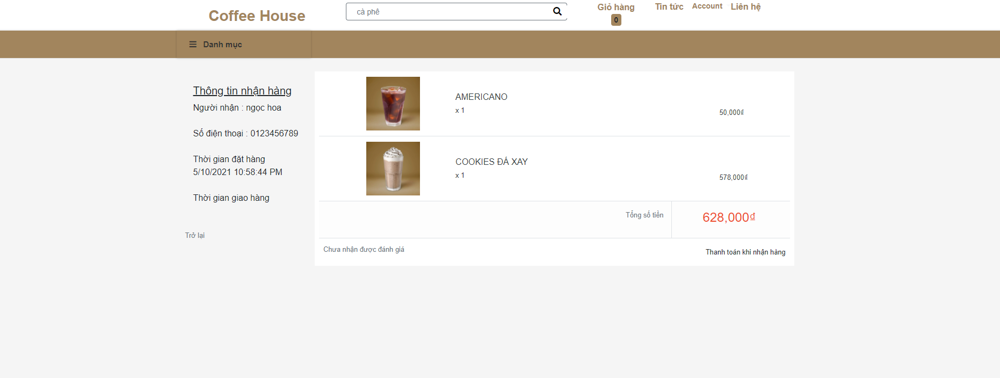 Coffee House
cà phê
Giỏ hàng
0
Tin tức
Account
Liên hệ
Danh mục
Thông tin nhận hàng
Người nhận : ngọc hoa
Số điện thoại : 0123456789
Thời gian đặt hàng
5/10/2021 10:58:44 PM
Thời gian giao hàng
Trở lại
AMERICANO
x 1
50,000₫
COOKIES ĐÁ XAY
x 1
578,000₫
Tổng số tiền
628,000₫
Chưa nhận được đánh giá
Thanh toán khi nhận hàng